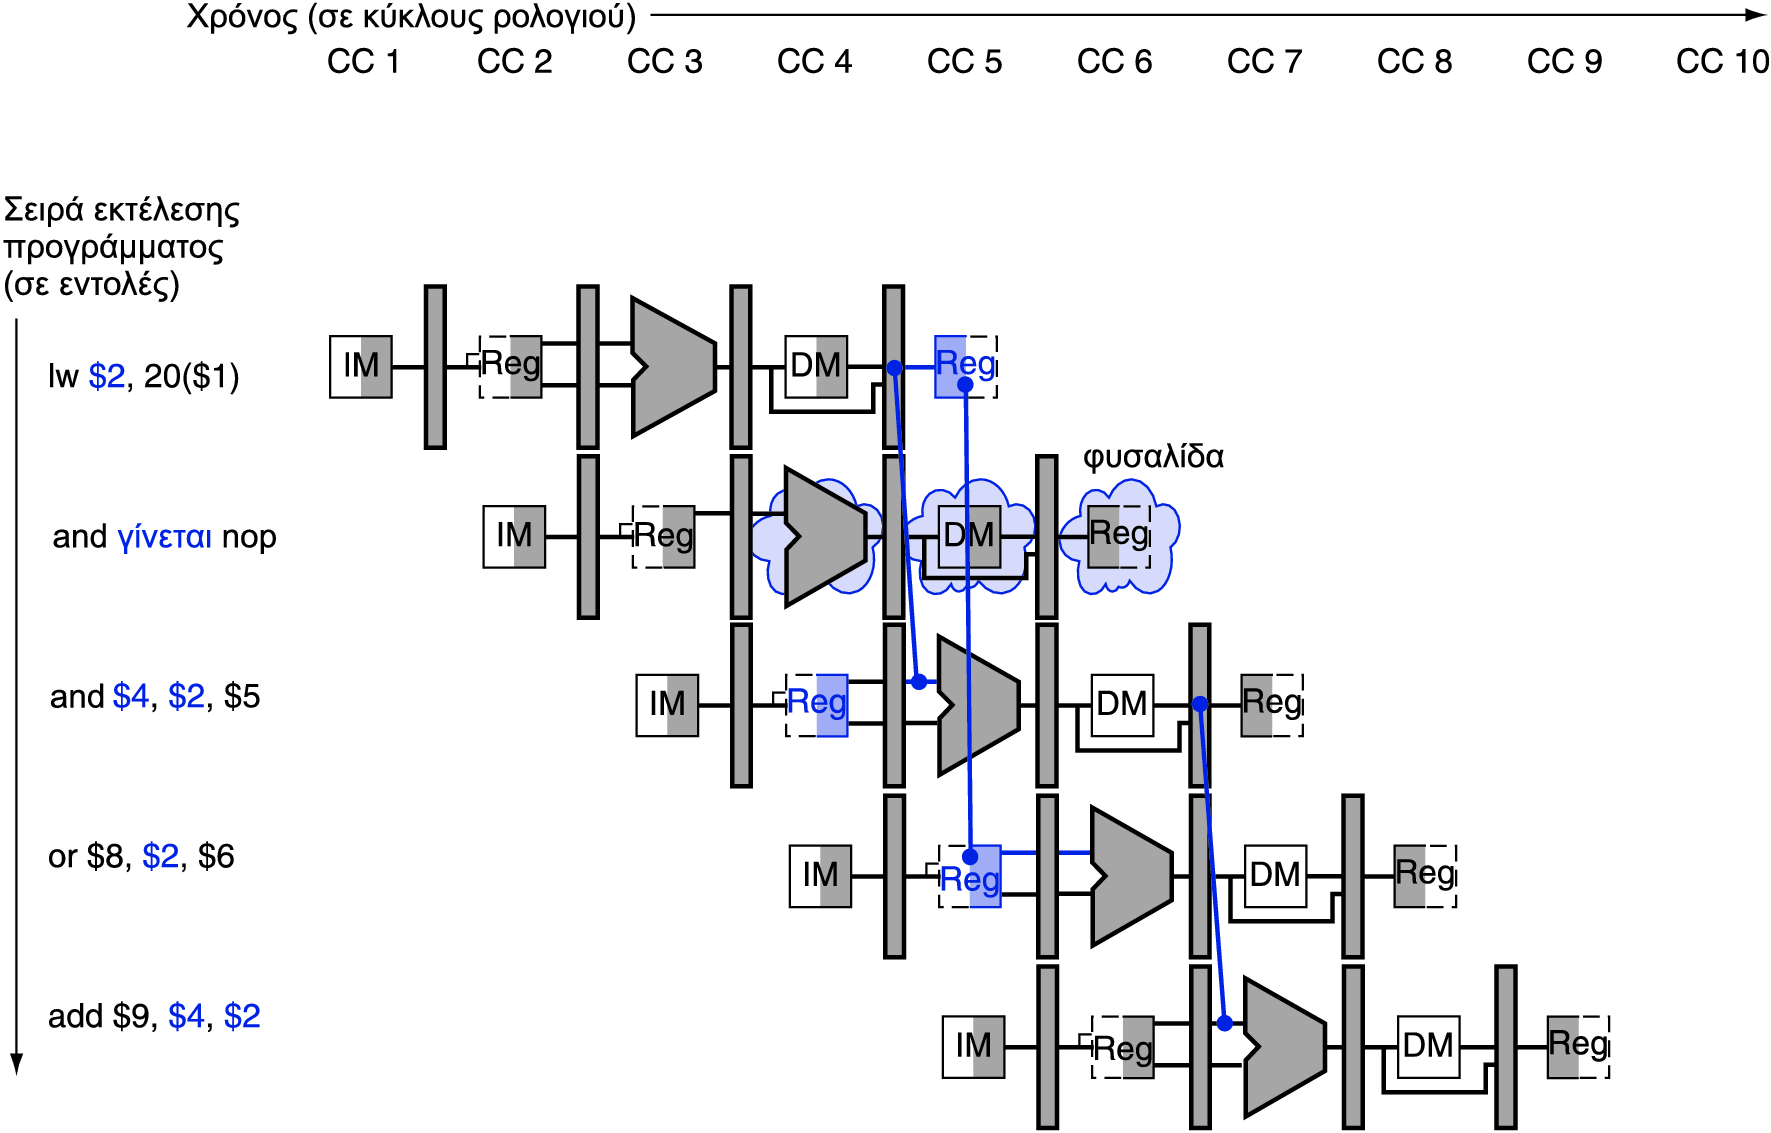 Χρόνος (σε κύκλους ρολογιού)
CC 1 CC 2 CC 3 CC 4 CC 5 CC 6 CC 7 CC 8 CC 9 CC 10
Σειρά εκτέλεσης
προγράμματος
(σε εντολές)
lw $2, 20($1)
IM Reg DM Reg
φυσαλίδα
and γίνεται nop
IM Reg DM Reg
and $4, $2, $5
IM Reg DM Reg
or $8, $2, $6
IM Reg DM Reg
add $9, $4, $2
IM Reg DM Reg